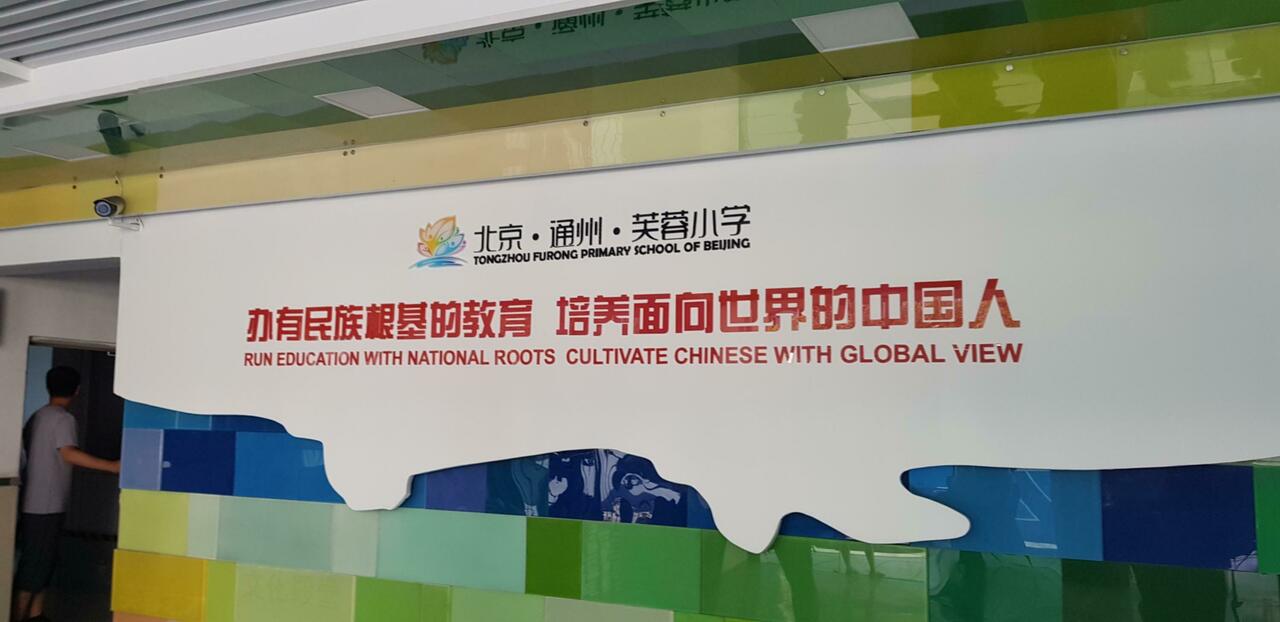 北京·通州·芙蓉小学
TONGZHOU FURONG PRIMARY SCHOOL OF BEIJING
办有民族根基的教育 培养面向世界的中国人
RUN EDUCATION WITH NATIONAL ROOTS CULTIVATE CHINESE WITH GLOBAL VIEW